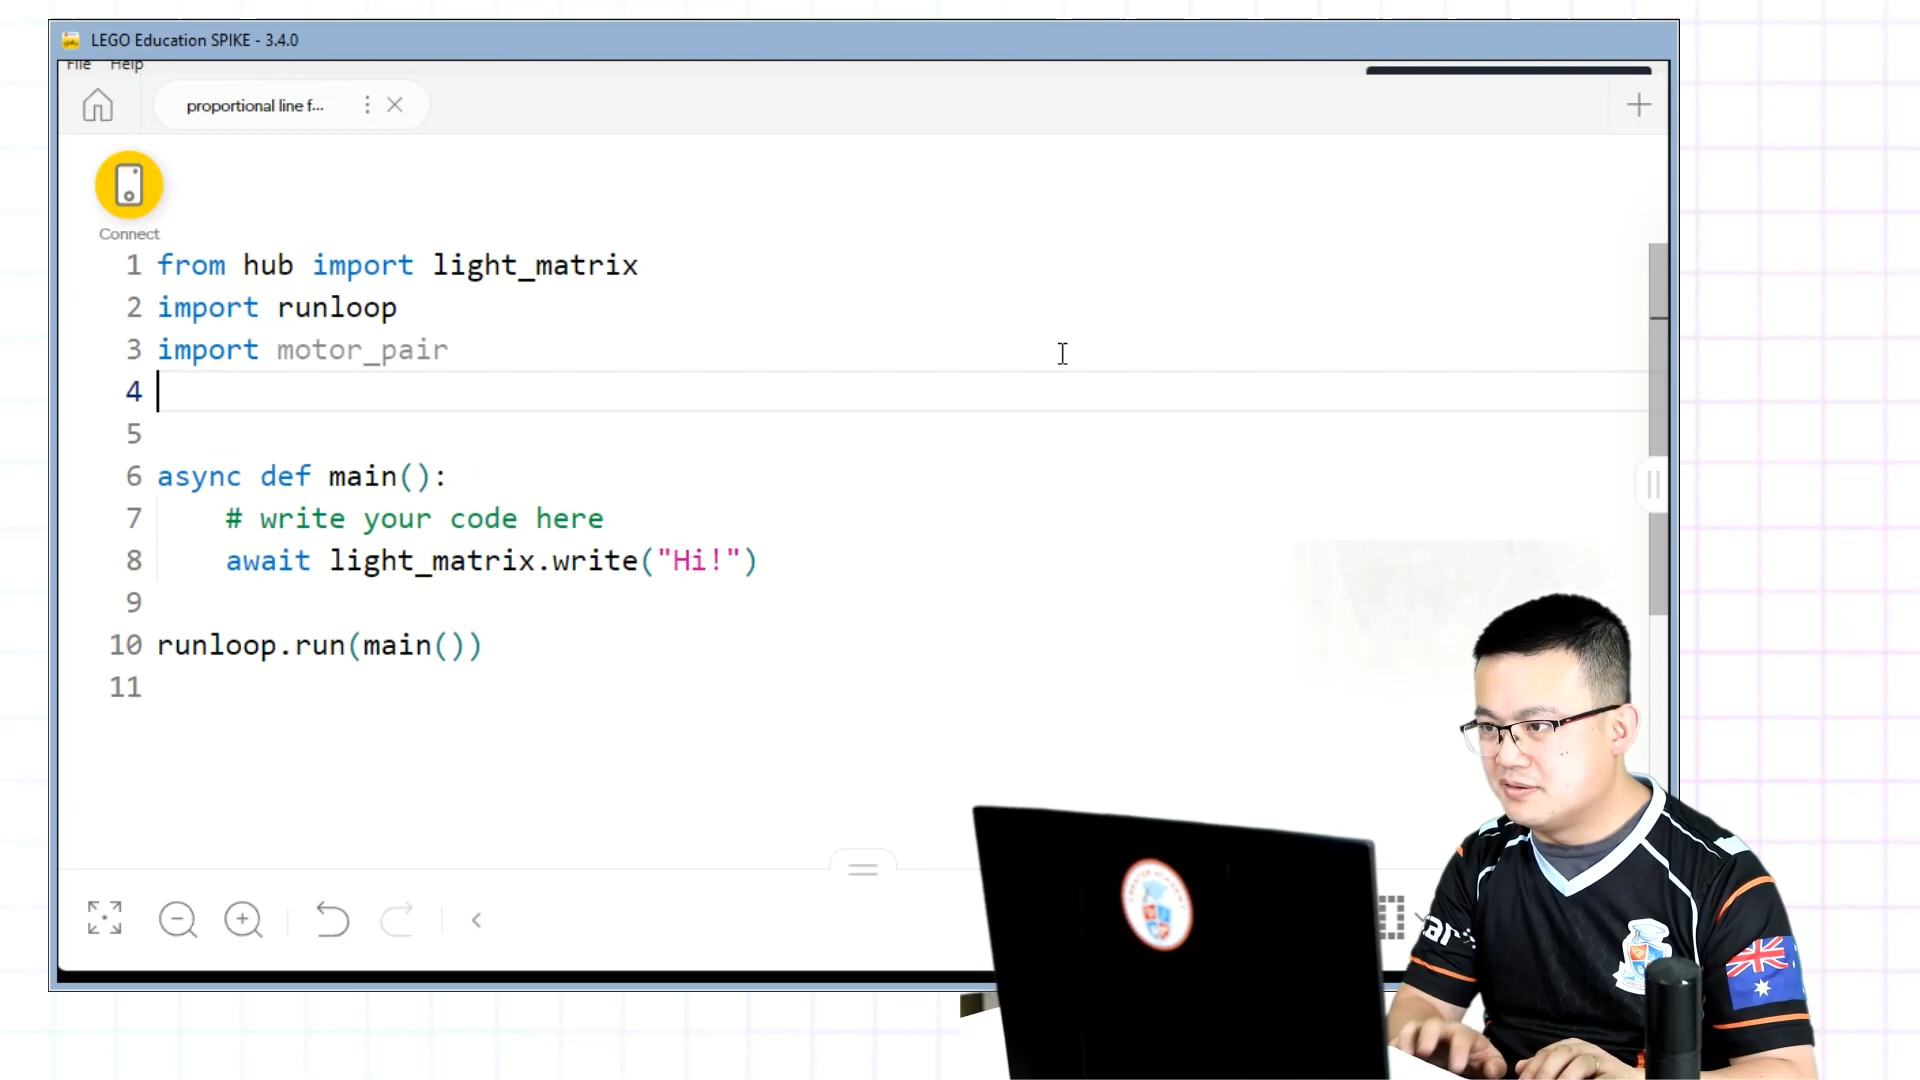 LEGO Education SPIKE - 3.4.0
File Help
proportional line f...
Connect
1 from hub import light_matrix
2 import runloop
3 import motor_pair
4
5
6 async def main():
7 # write your code here
8 await light_matrix.write("Hi!")
9
10 runloop.run(main())
11